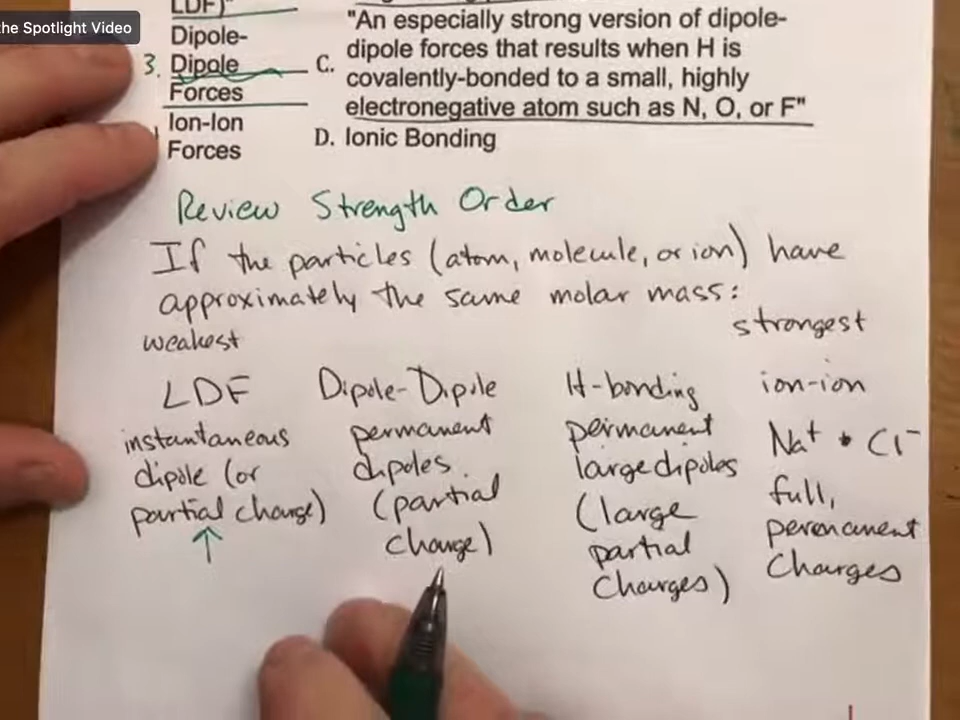 the Spotlight Video
LDF)
Dipole-
3. Dipole
Forces
Ion-Ion
Forces
"An especially strong version of dipole-
dipole forces that results when H is
C. covalently-bonded to a small, highly
electronegative atom such as N, O, or F"
D. Ionic Bonding
Review Strength Order
If the particles (atom, molecule, or ion) have
approximately the same molar mass:
weakest strongest
LDF Dipole-Dipole H-bonding ion-ion
instantaneous permanent permanent Na+ • Cl-
dipole (or dipoles. large dipoles full,
partial charge) (partial (large permanent
↑ charge) partial charges
charges)